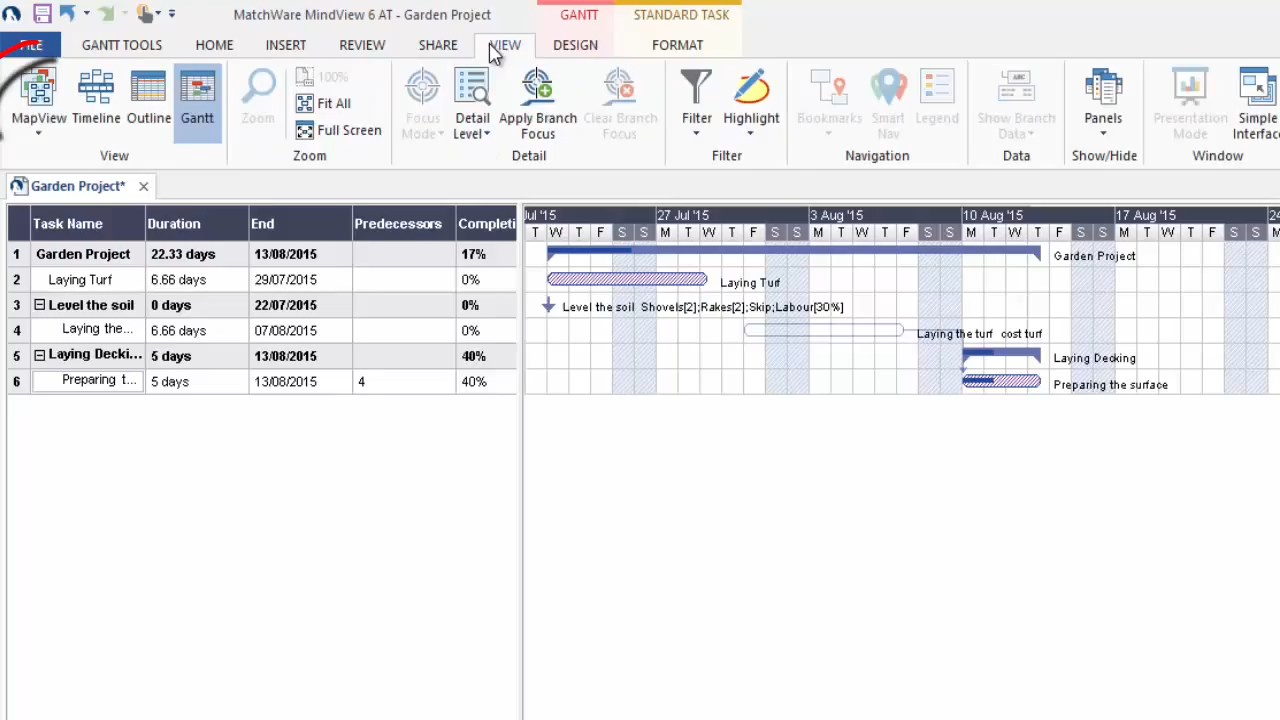 MatchWare MindView 6 AT - Garden Project
GANTT
STANDARD TASK
FILE
GANTT TOOLS
HOME
INSERT
REVIEW
SHARE
VIEW
DESIGN
FORMAT
MapView
Timeline
Outline
Gantt
View
Zoom
100%
Fit All
Full Screen
Zoom
Focus
Mode
Detail
Level
Apply Branch
Focus
Clear Branch
Focus
Detail
Filter
Highlight
Filter
Bookmarks
Smart
Nav
Legend
Navigation
Show Branch
Data
Data
Panels
Show/Hide
Presentation
Mode
Simple
Interfac
Window
Garden Project*
Task Name Duration End Predecessors Completi
1 Garden Project 22.33 days 13/08/2015 17%
2 Laying Turf 6.66 days 29/07/2015 0%
3 Level the soil 0 days 22/07/2015 0%
4 Laying the... 6.66 days 07/08/2015 0%
5 Laying Decki... 5 days 13/08/2015 40%
6 Preparing t... 5 days 13/08/2015 4 40%
Jul '15 27 Jul '15 3 Aug '15 10 Aug '15 17 Aug '15 24
T W T F S S M T W T F S S M T W T F S S M T W T F S S M T W T F S S M
Garden Project
Laying Turf
Level the soil Shovels[2];Rakes[2];Skip;Labour[30%]
Laying the turf cost turf
Laying Decking
Preparing the surface